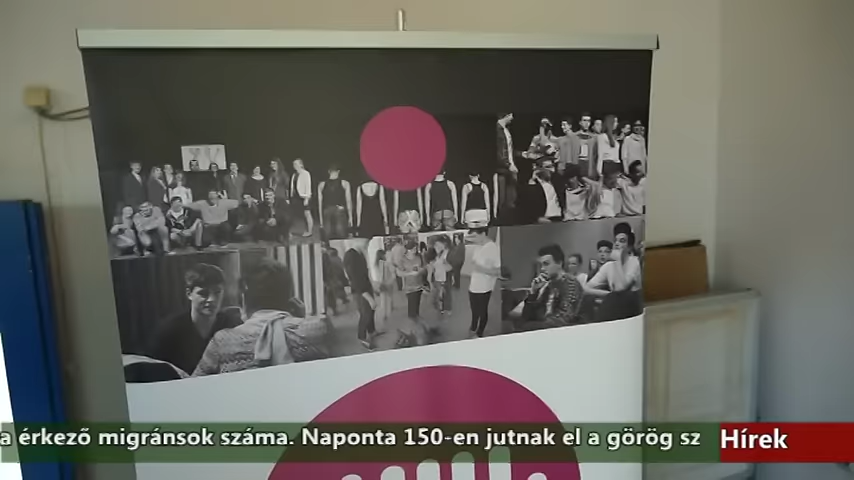 a érkező migránsok száma. Naponta 150-en jutnak el a görög sz
Hírek